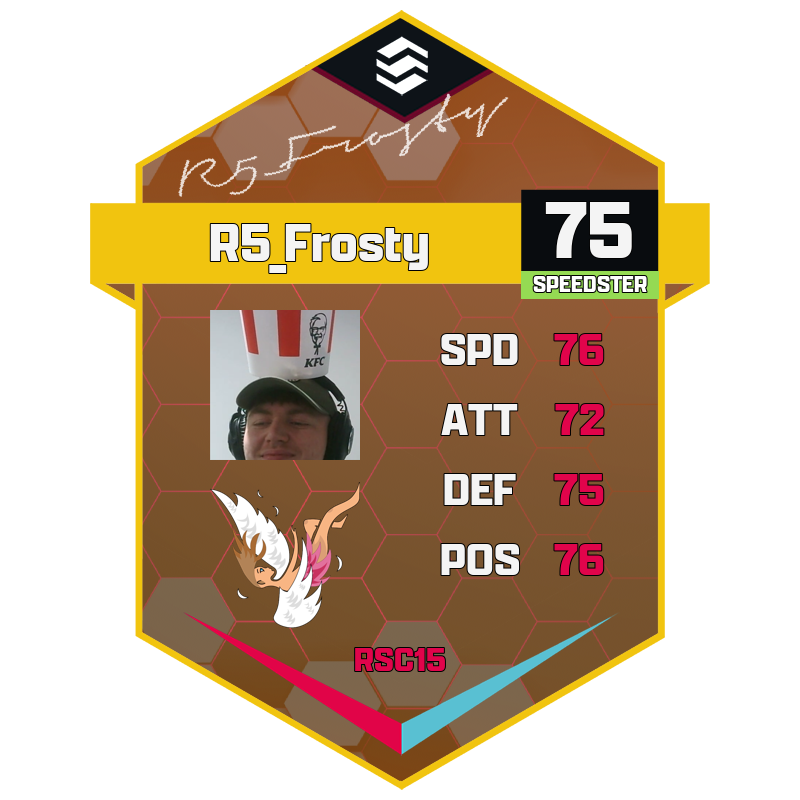 R5_Frosty
R5_Frosty
75
SPEEDSTER
KFC
SPD 76
ATT 72
DEF 75
POS 76
RSC15